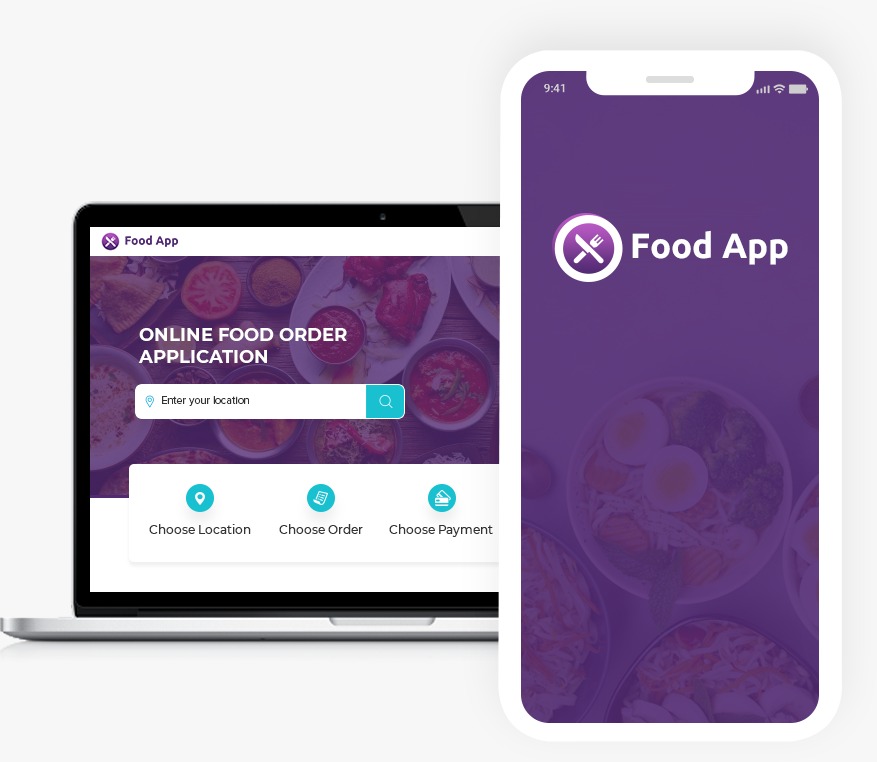 Food App
ONLINE FOOD ORDER
APPLICATION
Enter your location
Choose Location
Choose Order
Choose Payment
9:41
Food App